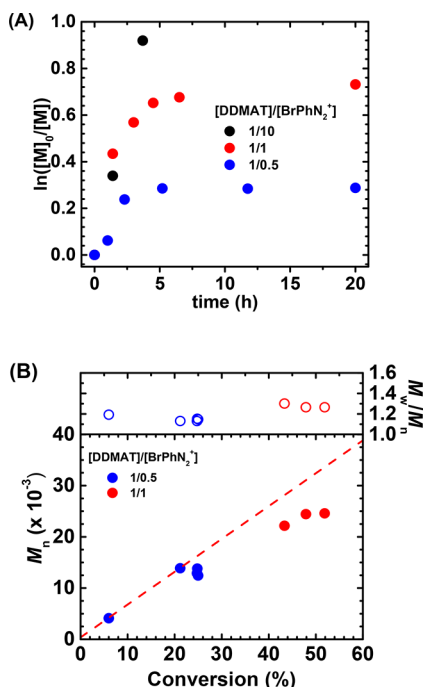 (A)
1.0
0.8
0.6
0.4
0.2
0.0
ln([M]₀/[M])
[DDMAT]/[BrPhN₂⁺]
1/10
1/1
1/0.5
0 5 10 15 20
time (h)
(B)
1.6
1.4
1.2
1.0
Mw/Mn
40
30
20
10
0
Mn (x 10⁻³)
[DDMAT]/[BrPhN₂⁺]
1/0.5
1/1
0 10 20 30 40 50 60
Conversion (%)